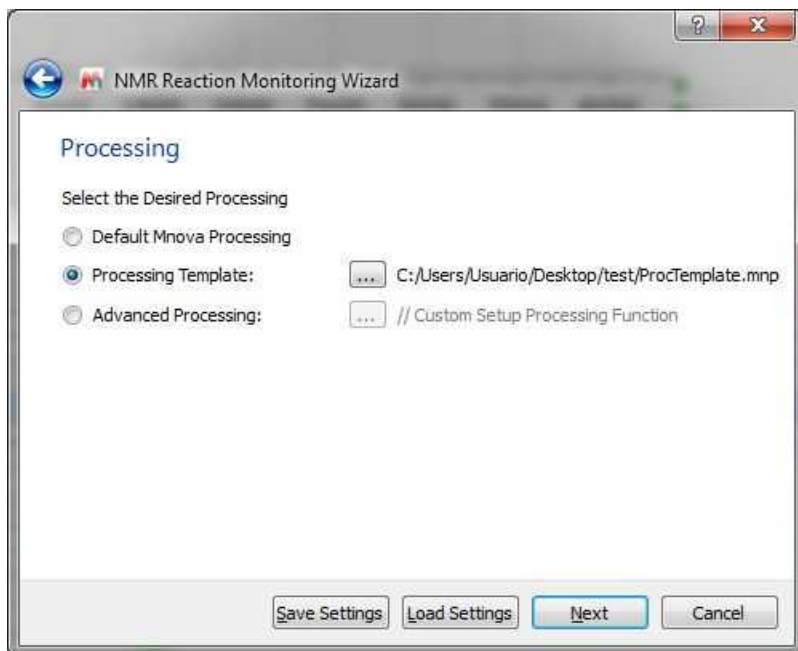 NMR Reaction Monitoring Wizard
Processing
Select the Desired Processing
Default Mnova Processing
Processing Template: ... C:/Users/Usuario/Desktop/test/ProcTemplate.mnp
Advanced Processing: ... // Custom Setup Processing Function
Save Settings Load Settings Next Cancel